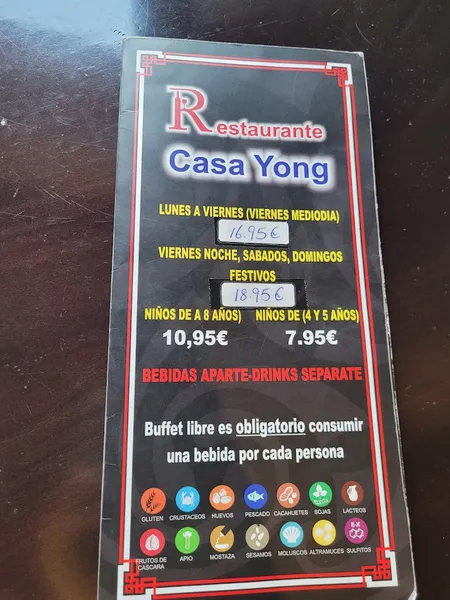 Restaurante
Casa Yong
LUNES A VIERNES (VIERNES MEDIODIA)
16.95€
VIERNES NOCHE, SABADOS, DOMINGOS
FESTIVOS
18.95€
NIÑOS DE A 8 AÑOS) NIÑOS DE (4 Y 5 AÑOS)
10,95€ 7.95€
BEBIDAS APARTE-DRINKS SEPARATE
Buffet libre es obligatorio consumir
una bebida por cada persona
GLUTEN CRUSTACEOS HUEVOS PESCADO CACAHUETES SOJAS LACTEOS
E-X
FRUTOS DE CASCARA APIO MOSTAZA SESAMOS MOLUSCOS ALTRAMUCES SULFITOS